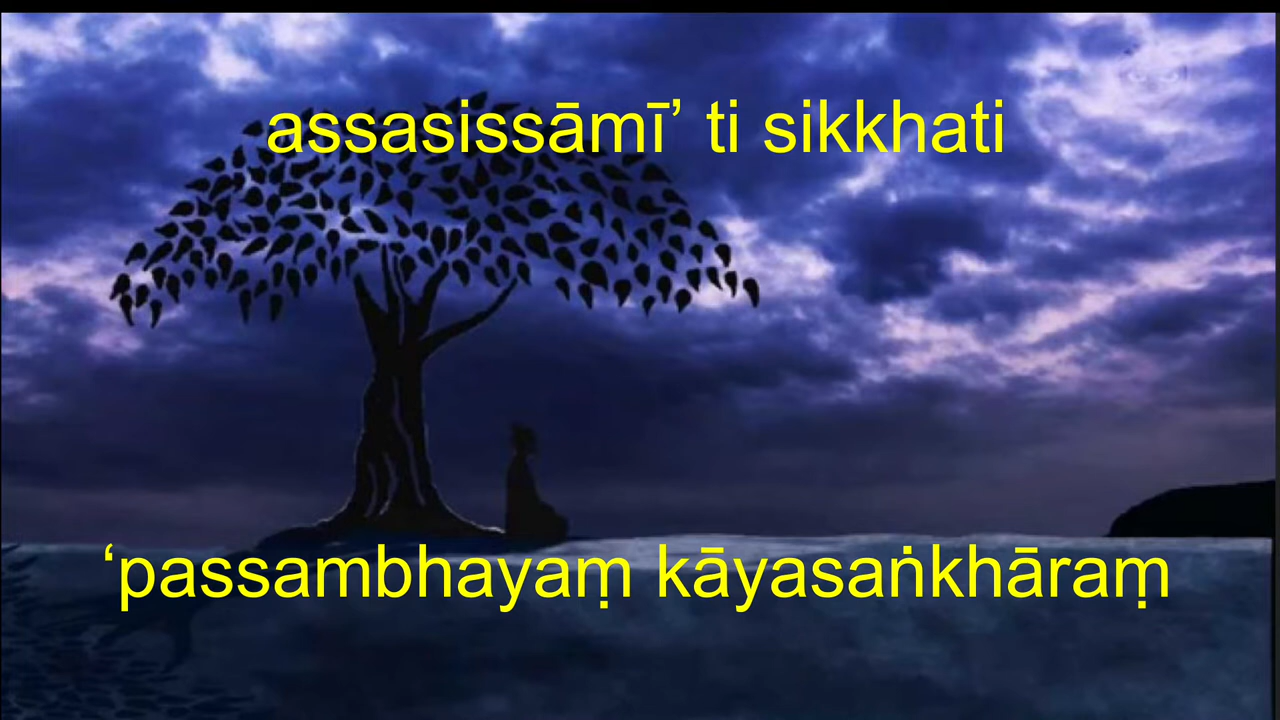 assasissāmī’ ti sikkhati
‘passambhayaṃ kāyasaṅkhāraṃ